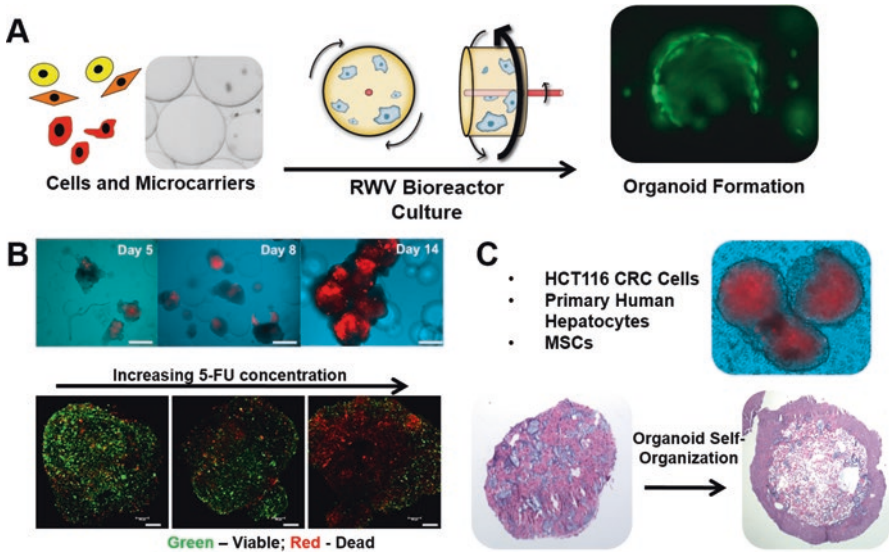 A
Cells and Microcarriers
RWV Bioreactor
Culture
Organoid Formation
B
Day 5
Day 8
Day 14
Increasing 5-FU concentration
Green – Viable; Red - Dead
C
• HCT116 CRC Cells
• Primary Human
Hepatocytes
• MSCs
Organoid Self-
Organization